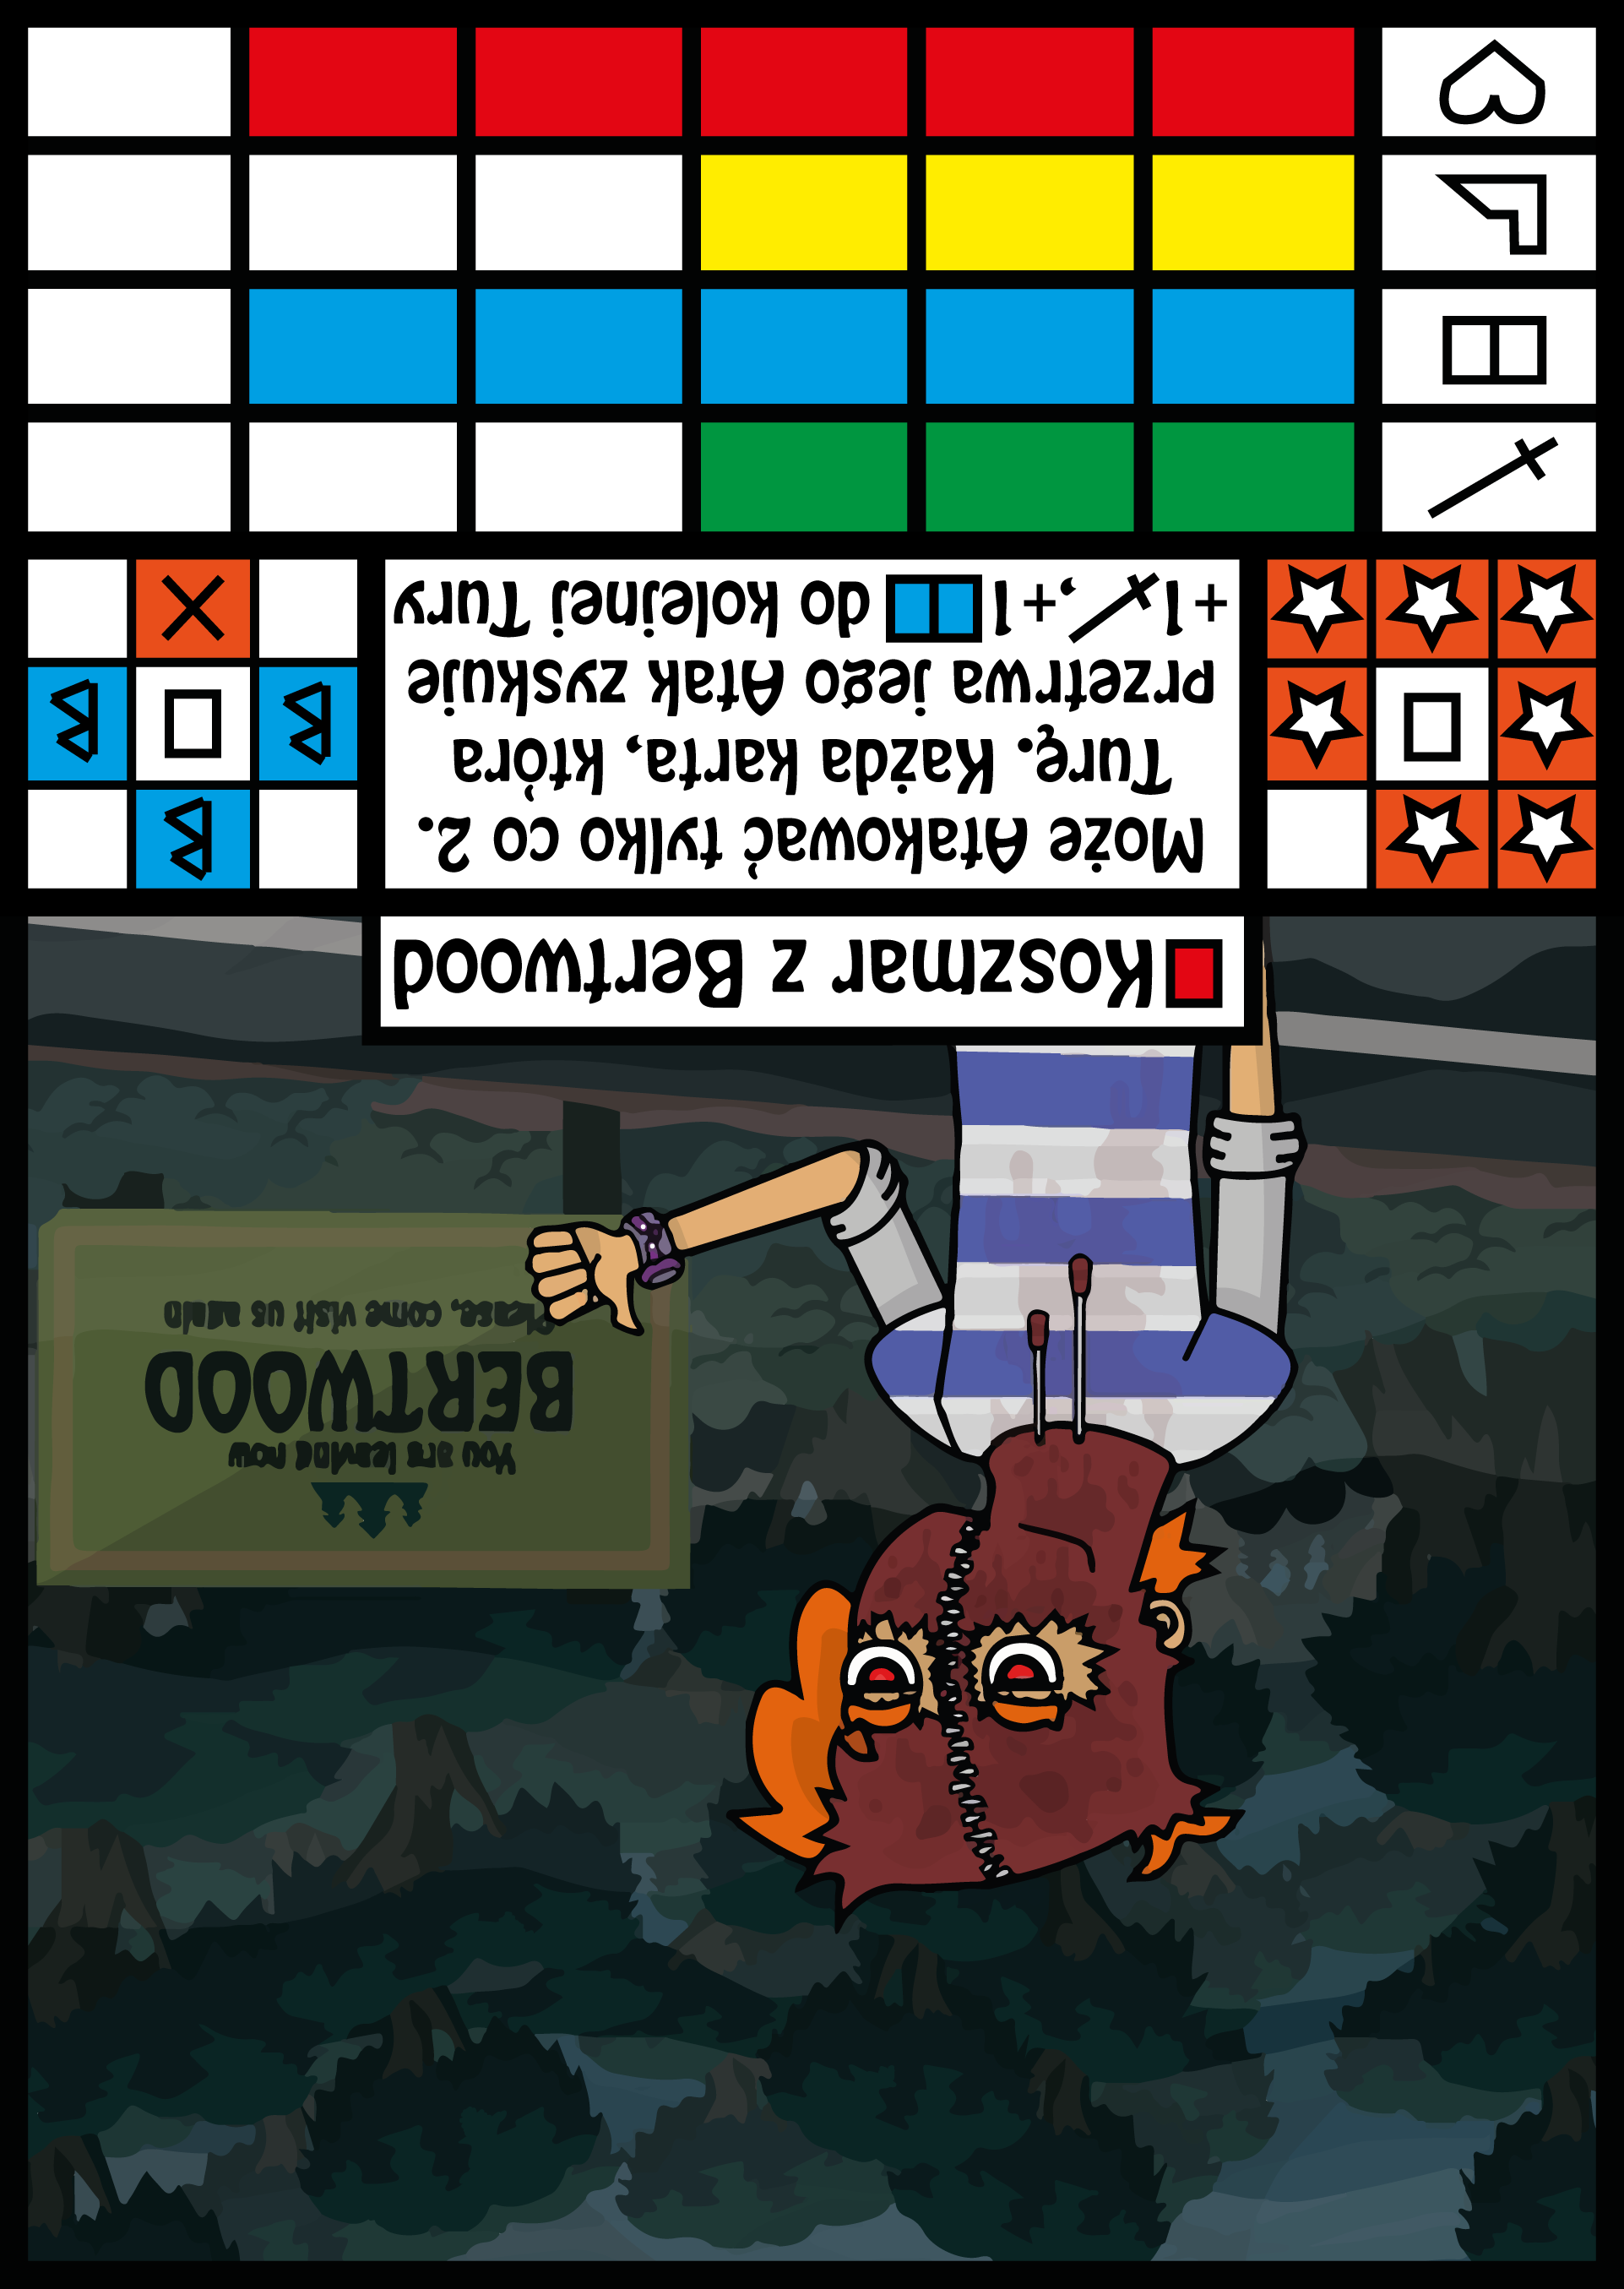 you are leaving now
BERTWOOD
Please, come visit us again
Koszmar z Bertwood
Może Atakować tylko co 2.
Turę. Każda karta, która
przetrwa jego Atak zyskuje
+1, +1 do kolejnej Tury